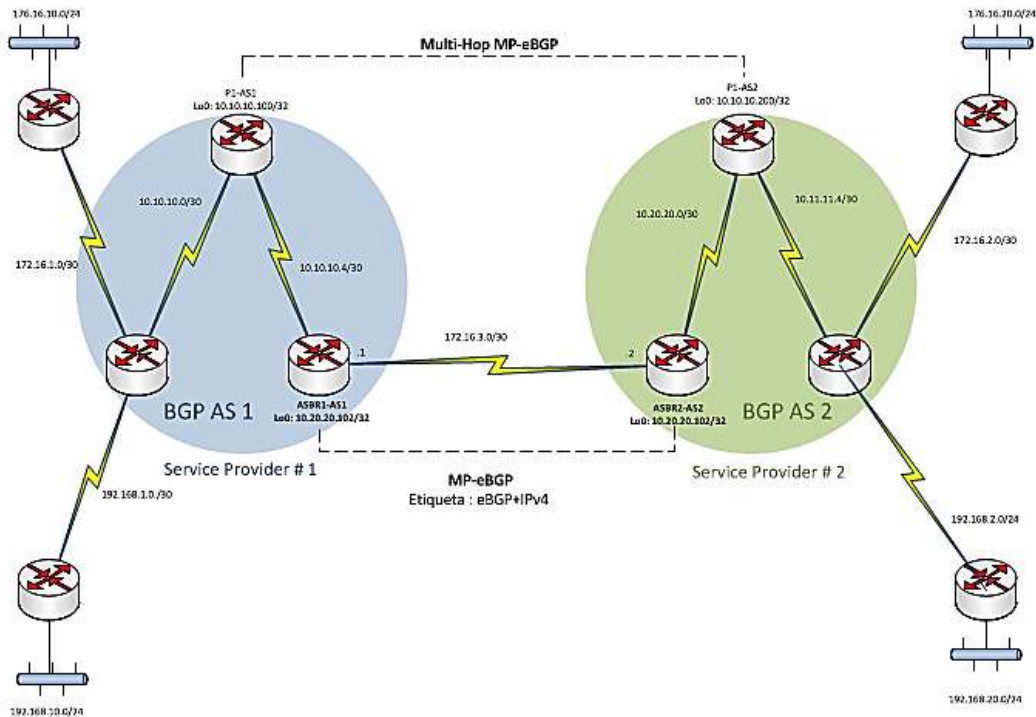 176.16.10.0/24
176.16.20.0/24
Multi-Hop MP-eBGP
P1-AS1
Lo0: 10.10.10.100/32
P1-AS2
Lo0: 10.10.10.200/32
10.10.10.0/30
10.20.20.0/30
10.11.11.4/30
172.16.1.0/30
10.10.10.4/30
172.16.2.0/30
172.16.3.0/30
.1
2
BGP AS 1
ASBR1-AS1
Lo0: 10.20.20.102/32
ASBR2-AS2
Lo0: 10.20.20.102/32
BGP AS 2
Service Provider # 1
Service Provider # 2
MP-eBGP
Etiqueta : eBGP+IPv4
192.168.1.0./30
192.168.2.0/24
192.168.10.0/24
192.168.20.0/24